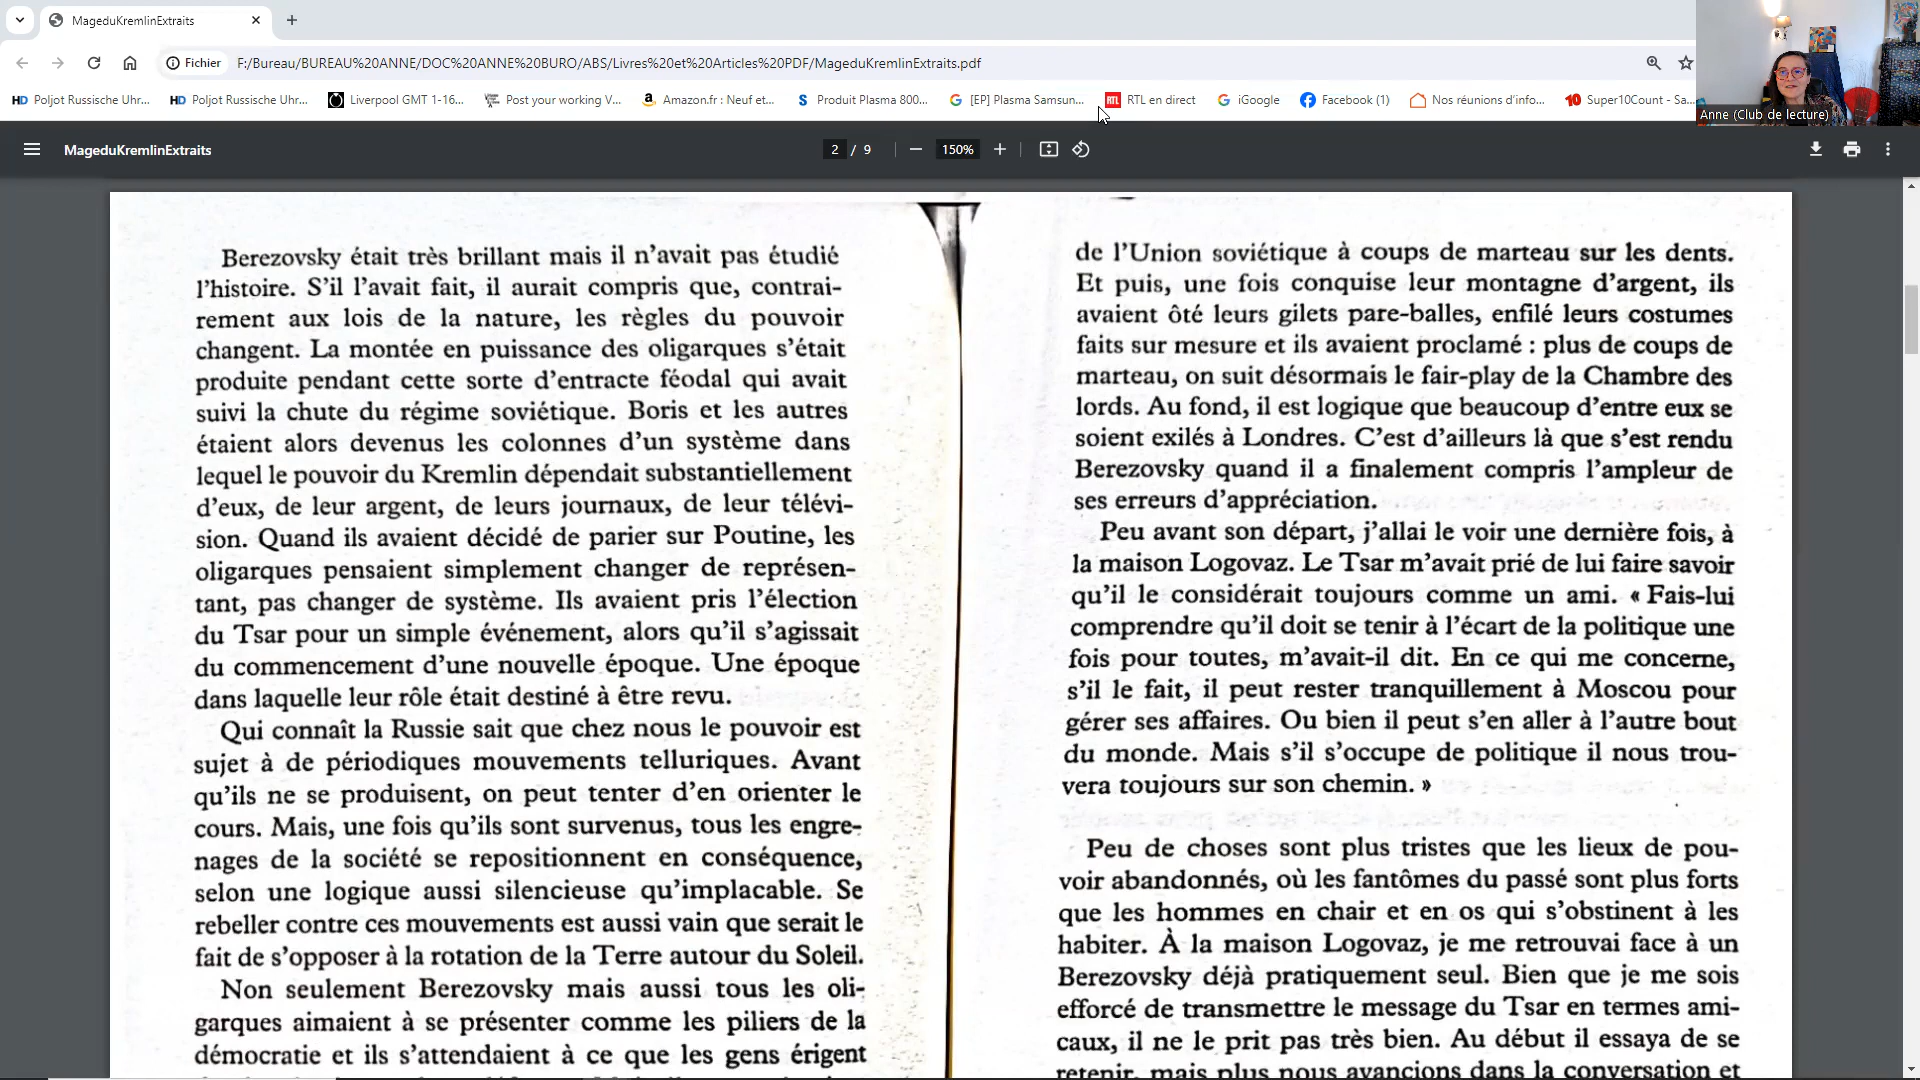 MageduKremlinExtraits
Fichier
F:/Bureau/BUREAU%20ANNE/DOC%20ANNE%20BURO/ABS/Livres%20et%20Articles%20PDF/MageduKremlinExtraits.pdf
Poljot Russische Uhr...
Poljot Russische Uhr...
Liverpool GMT 1-16...
Post your working V...
Amazon.fr : Neuf et...
Produit Plasma 800...
[EP] Plasma Samsun...
RTL en direct
iGoogle
Facebook (1)
Nos réunions d'info...
Super10Count - Sa...
Anne (Club de lecture)
MageduKremlinExtraits
2 / 9
150%
Berezovsky était très brillant mais il n'avait pas étudié
l'histoire. S'il l'avait fait, il aurait compris que, contrai-
rement aux lois de la nature, les règles du pouvoir
changent. La montée en puissance des oligarques s'était
produite pendant cette sorte d'entracte féodal qui avait
suivi la chute du régime soviétique. Boris et les autres
étaient alors devenus les colonnes d'un système dans
lequel le pouvoir du Kremlin dépendait substantiellement
d'eux, de leur argent, de leurs journaux, de leur télévi-
sion. Quand ils avaient décidé de parier sur Poutine, les
oligarques pensaient simplement changer de représen-
tant, pas changer de système. Ils avaient pris l'élection
du Tsar pour un simple événement, alors qu'il s'agissait
du commencement d'une nouvelle époque. Une époque
dans laquelle leur rôle était destiné à être revu.
Qui connaît la Russie sait que chez nous le pouvoir est
sujet à de périodiques mouvements telluriques. Avant
qu'ils ne se produisent, on peut tenter d'en orienter le
cours. Mais, une fois qu'ils sont survenus, tous les engre-
nages de la société se repositionnent en conséquence,
selon une logique aussi silencieuse qu'implacable. Se
rebeller contre ces mouvements est aussi vain que serait le
fait de s'opposer à la rotation de la Terre autour du Soleil.
Non seulement Berezovsky mais aussi tous les oli-
garques aimaient à se présenter comme les piliers de la
démocratie et ils s'attendaient à ce que les gens érigent
de l'Union soviétique à coups de marteau sur les dents.
Et puis, une fois conquise leur montagne d'argent, ils
avaient ôté leurs gilets pare-balles, enfilé leurs costumes
faits sur mesure et ils avaient proclamé : plus de coups de
marteau, on suit désormais le fair-play de la Chambre des
lords. Au fond, il est logique que beaucoup d'entre eux se
soient exilés à Londres. C'est d'ailleurs là que s'est rendu
Berezovsky quand il a finalement compris l'ampleur de
ses erreurs d'appréciation.
Peu avant son départ, j'allai le voir une dernière fois, à
la maison Logovaz. Le Tsar m'avait prié de lui faire savoir
qu'il le considérait toujours comme un ami. « Fais-lui
comprendre qu'il doit se tenir à l'écart de la politique une
fois pour toutes, m'avait-il dit. En ce qui me concerne,
s'il le fait, il peut rester tranquillement à Moscou pour
gérer ses affaires. Ou bien il peut s'en aller à l'autre bout
du monde. Mais s'il s'occupe de politique il nous trou-
vera toujours sur son chemin. »
Peu de choses sont plus tristes que les lieux de pou-
voir abandonnés, où les fantômes du passé sont plus forts
que les hommes en chair et en os qui s'obstinent à les
habiter. À la maison Logovaz, je me retrouvai face à un
Berezovsky déjà pratiquement seul. Bien que je me sois
efforcé de transmettre le message du Tsar en termes ami-
caux, il ne le prit pas très bien. Au début il essaya de se
retenir, mais plus nous avancions dans la conversation et